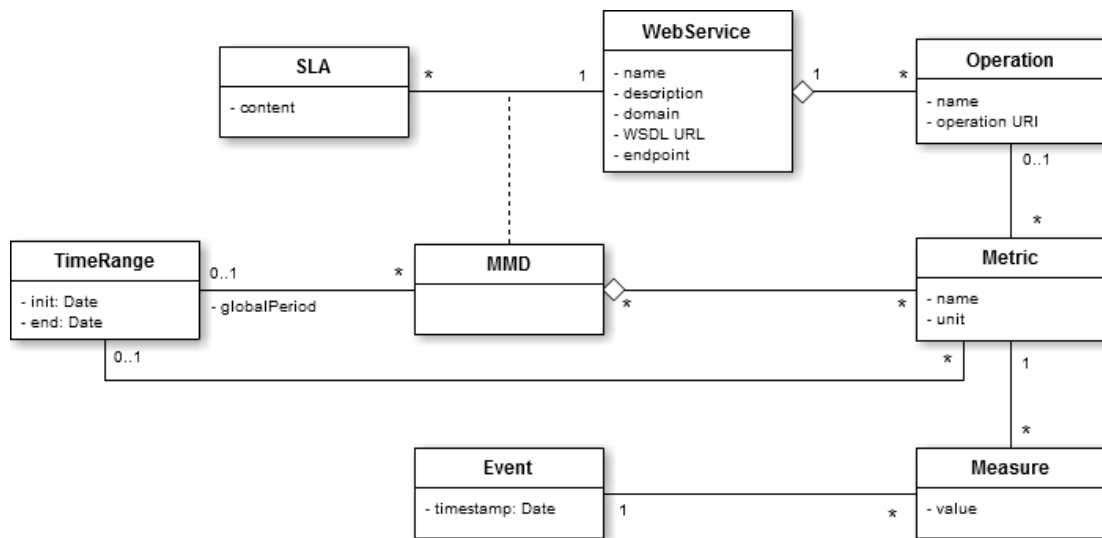 WebService
- name
- description
- domain
- WSDL URL
- endpoint
SLA
- content
*
1
1
*
Operation
- name
- operation URI
0..1
*
TimeRange
- init: Date
- end: Date
0..1
*
- globalPeriod
MMD
*
*
Metric
- name
- unit
0..1
*
1
*
Event
- timestamp: Date
1
*
Measure
- value